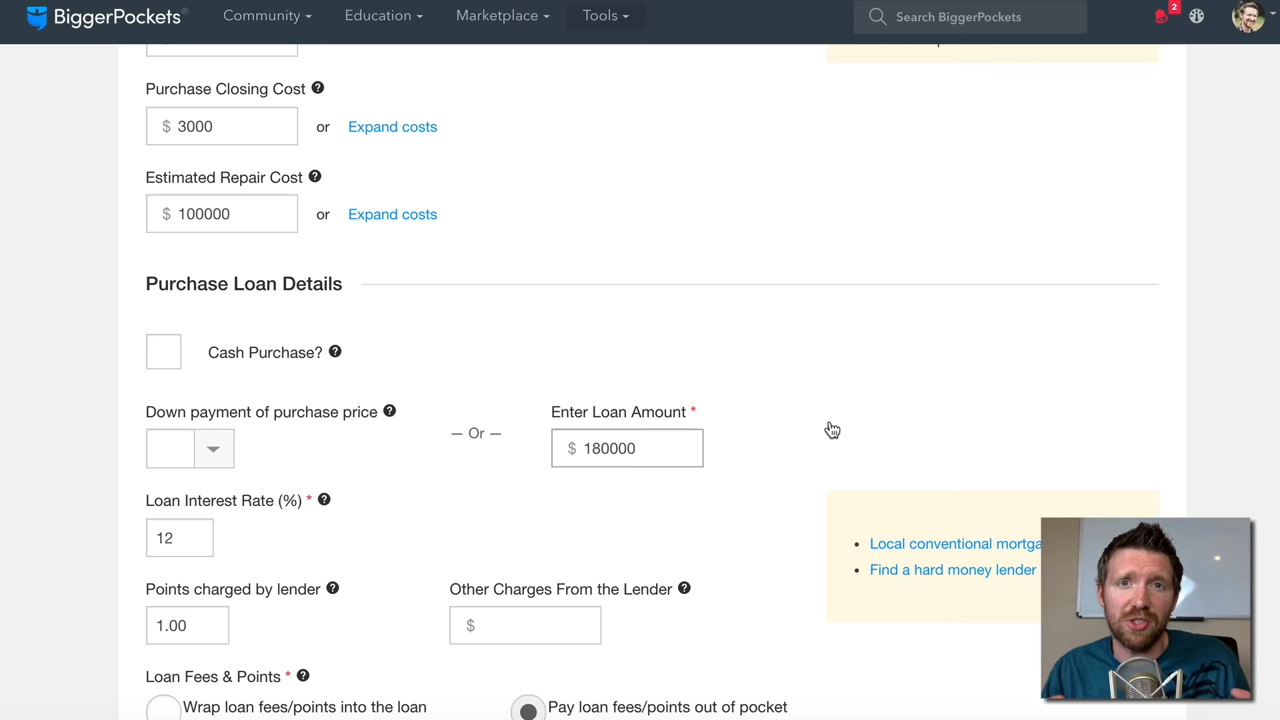 BiggerPockets
Community
Education
Marketplace
Tools
Search BiggerPockets
2
Purchase Closing Cost
$ 3000 or Expand costs
Estimated Repair Cost
$ 100000 or Expand costs
Purchase Loan Details
Cash Purchase?
Down payment of purchase price
— Or —
Enter Loan Amount *
$ 180000
Loan Interest Rate (%) *
12
Local conventional mortga
Find a hard money lender
Points charged by lender
1.00
Other Charges From the Lender
$
Loan Fees & Points *
Wrap loan fees/points into the loan
Pay loan fees/points out of pocket